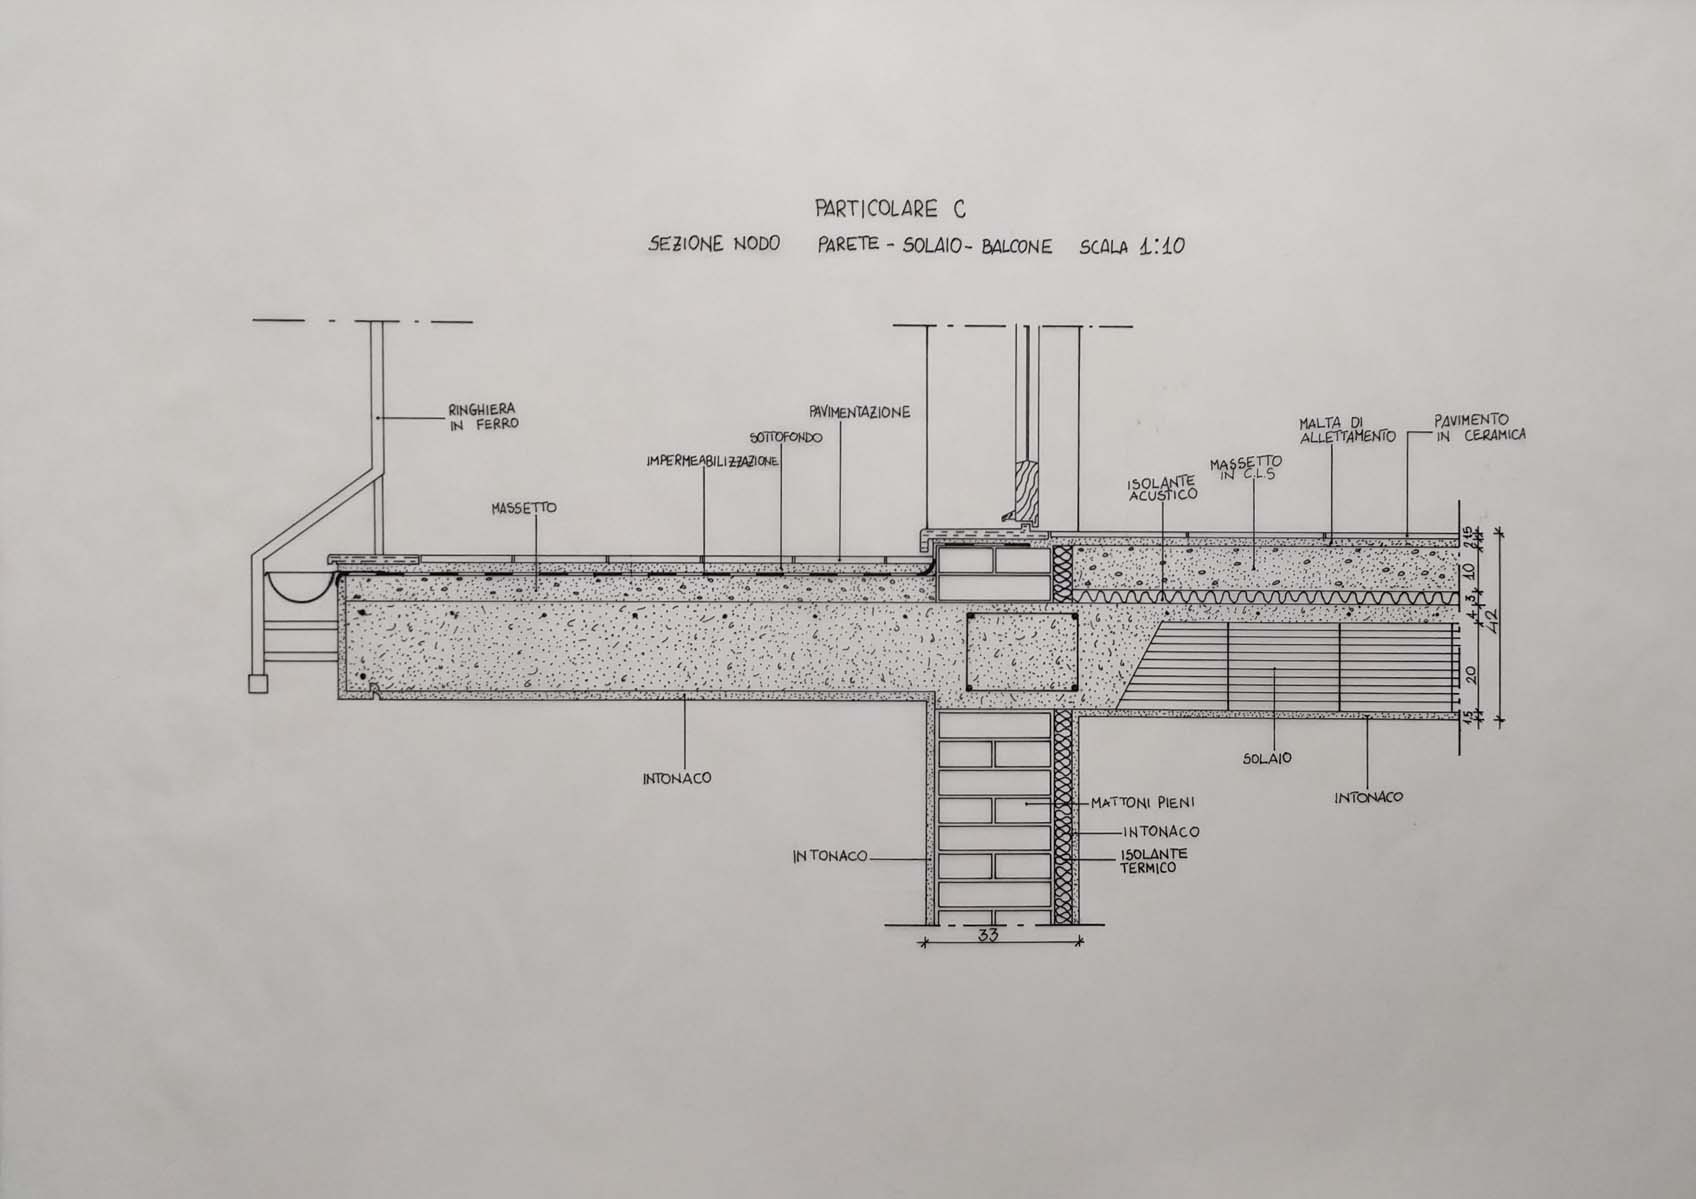 PARTICOLARE C
SEZIONE NODO PARETE - SOLAIO - BALCONE SCALA 1:10
RINGHIERA
IN FERRO
PAVIMENTAZIONE
SOTTOFONDO
IMPERMEABILIZZAZIONE
MASSETTO
MALTA DI
ALLETTAMENTO
PAVIMENTO
IN CERAMICA
MASSETTO
IN C.L.S
ISOLANTE
ACUSTICO
2 1,5
10
3
4
42
20
1,5
SOLAIO
INTONACO
INTONACO
MATTONI PIENI
INTONACO
INTONACO
ISOLANTE
TERMICO
33